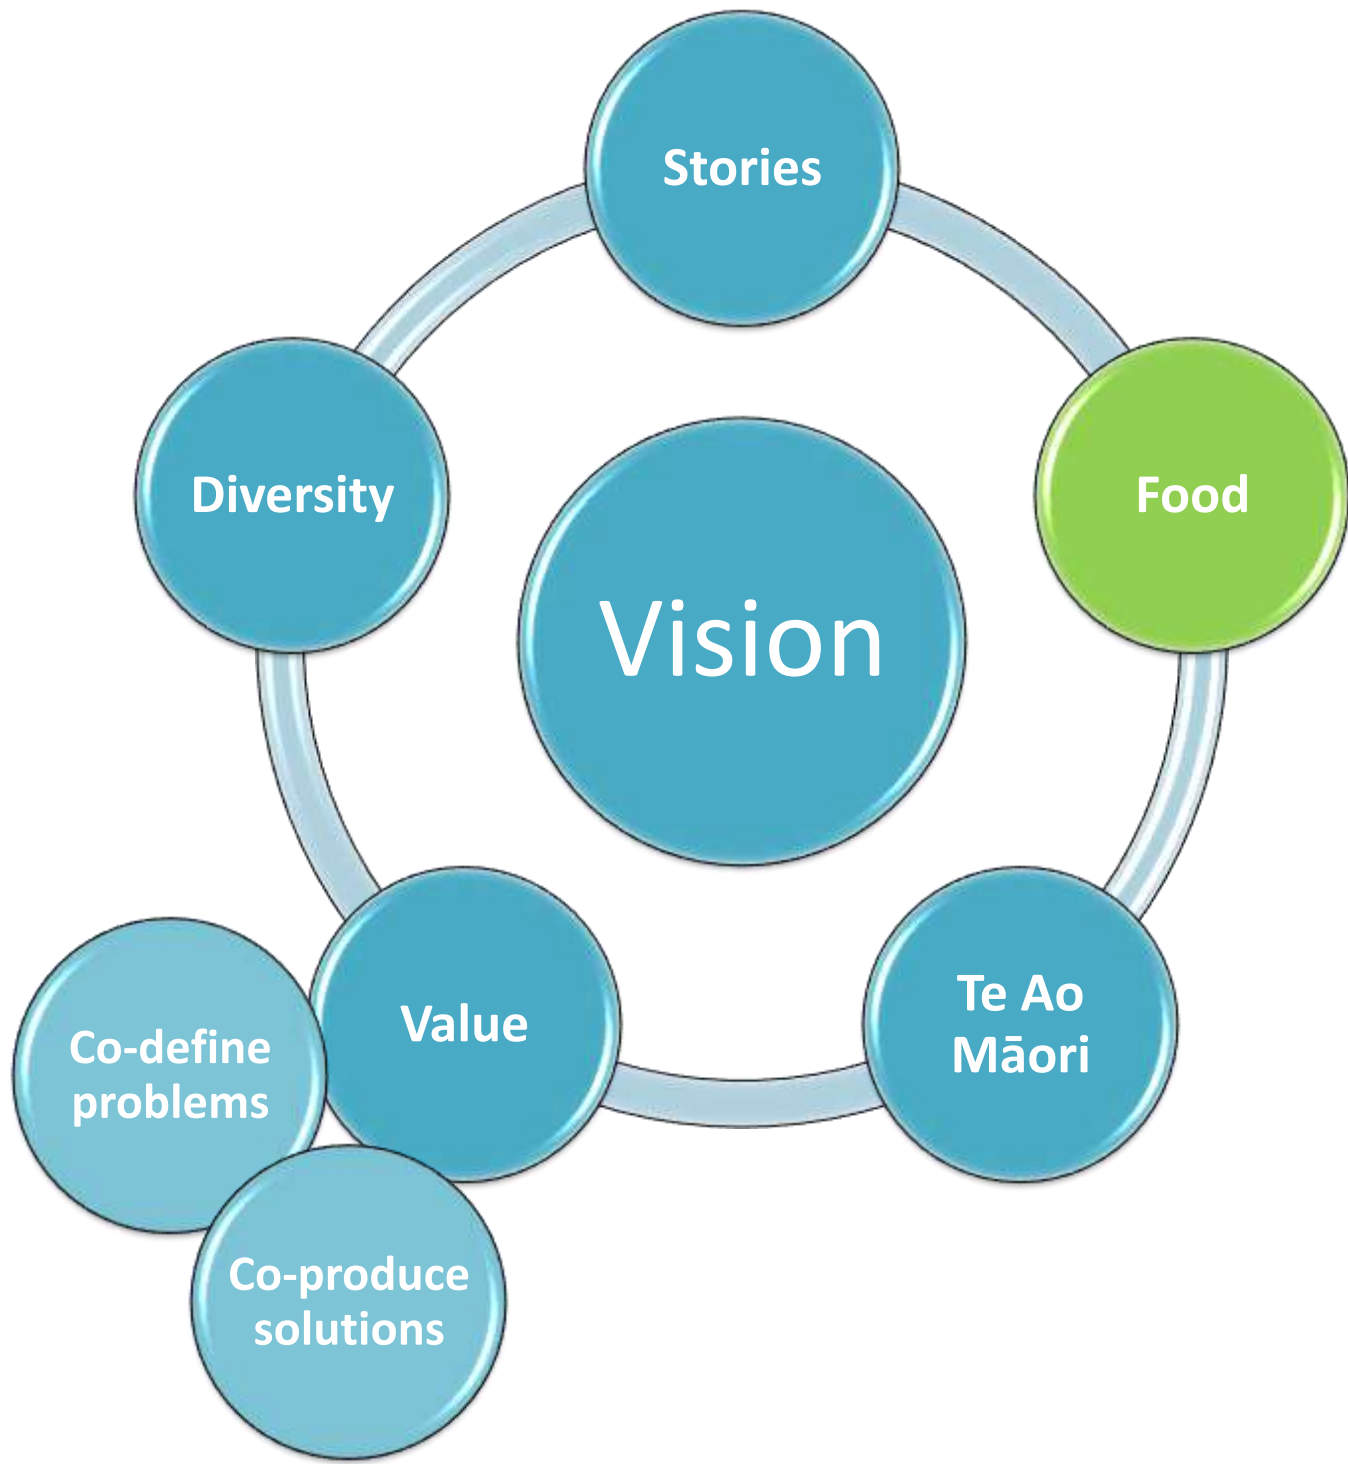 Stories
Diversity
Food
Vision
Te Ao
Māori
Value
Co-define
problems
Co-produce
solutions